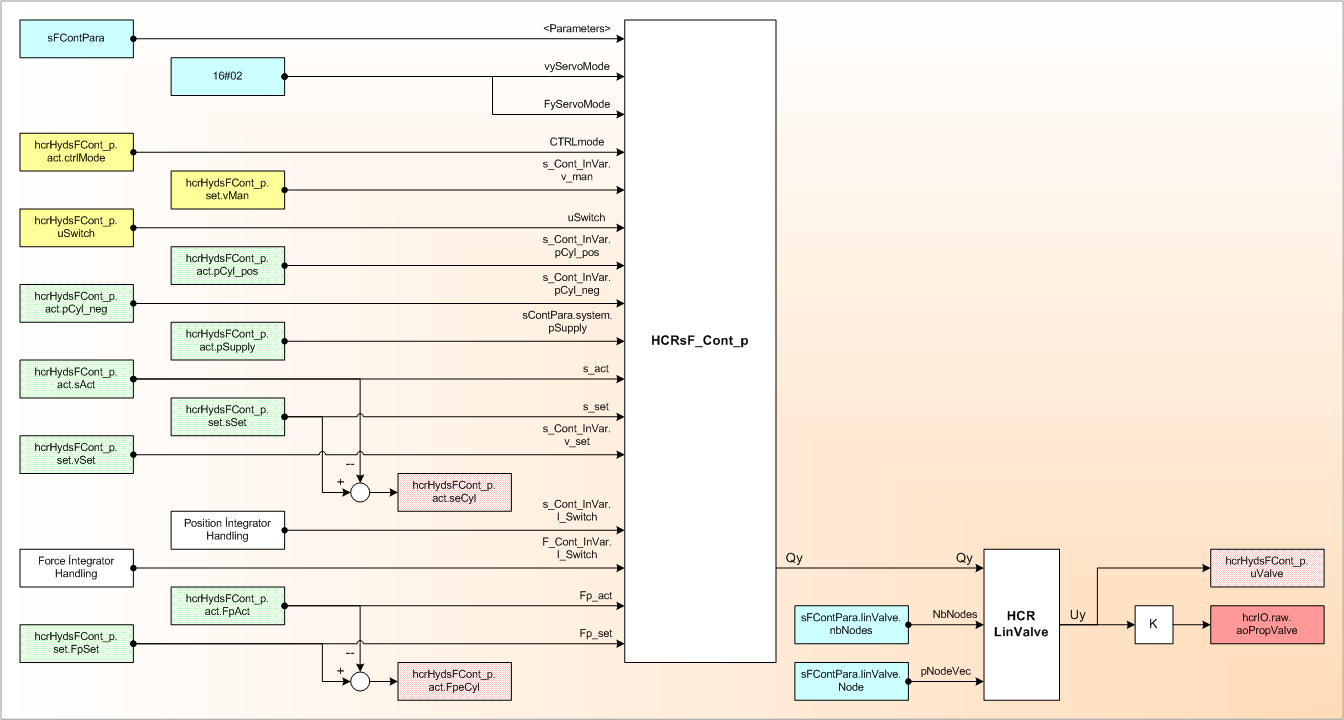 sFContPara
<Parameters>
16#02
vyServoMode
FyServoMode
hcrHydsFCont_p.
act.ctrlMode
CTRLmode
hcrHydsFCont_p.
set.vMan
s_Cont_InVar.
v_man
hcrHydsFCont_p.
uSwitch
uSwitch
hcrHydsFCont_p.
act.pCyl_pos
s_Cont_InVar.
pCyl_pos
hcrHydsFCont_p.
act.pCyl_neg
s_Cont_InVar.
pCyl_neg
hcrHydsFCont_p.
act.pSupply
sContPara.system.
pSupply
HCRsF_Cont_p
hcrHydsFCont_p.
act.sAct
s_act
hcrHydsFCont_p.
set.sSet
s_set
hcrHydsFCont_p.
set.vSet
s_Cont_InVar.
v_set
--
+
hcrHydsFCont_p.
act.seCyl
Position İntegrator
Handling
s_Cont_InVar.
I_Switch
Force İntegrator
Handling
F_Cont_InVar.
I_Switch
hcrHydsFCont_p.
act.FpAct
Fp_act
hcrHydsFCont_p.
set.FpSet
Fp_set
--
+
hcrHydsFCont_p.
act.FpeCyl
Qy
Qy
sFContPara.linValve.
nbNodes
NbNodes
sFContPara.linValve.
Node
pNodeVec
HCR
LinValve
Uy
K
hcrHydsFCont_p.
uValve
hcrIO.raw.
aoPropValve